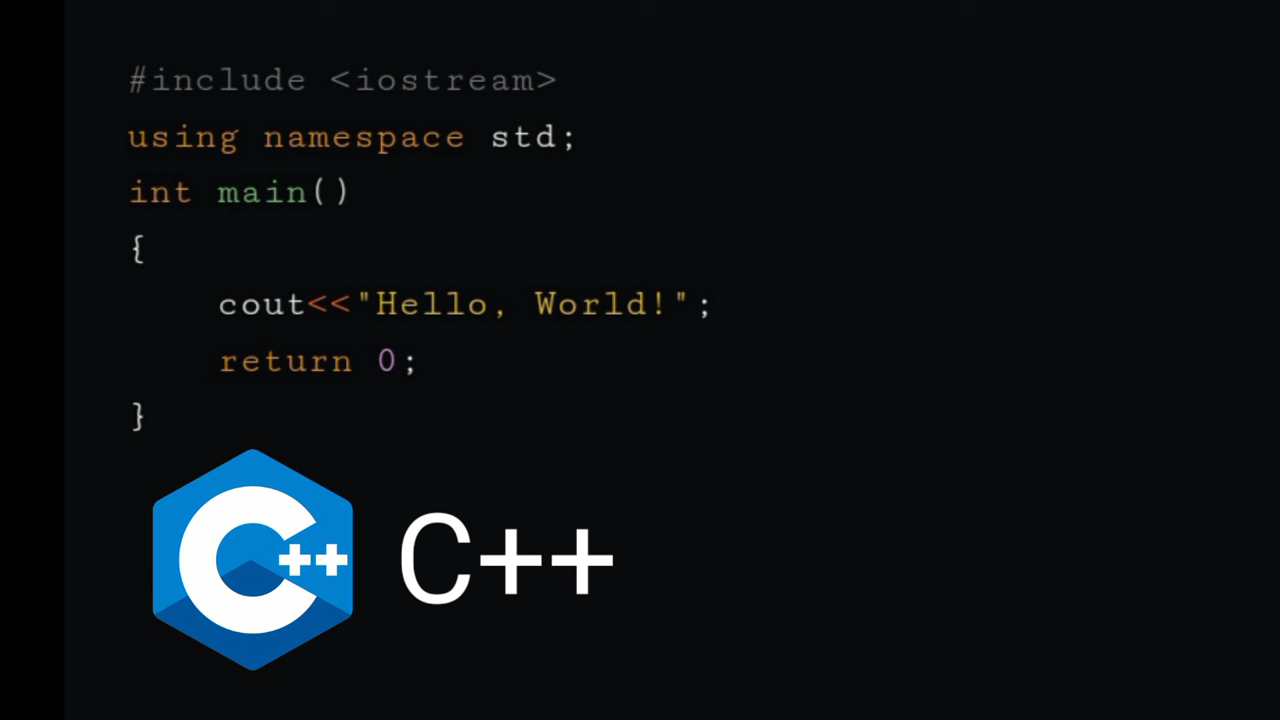 #include <iostream>
using namespace std;
int main()
{
    cout<<"Hello, World!";
    return 0;
}
C++ C++